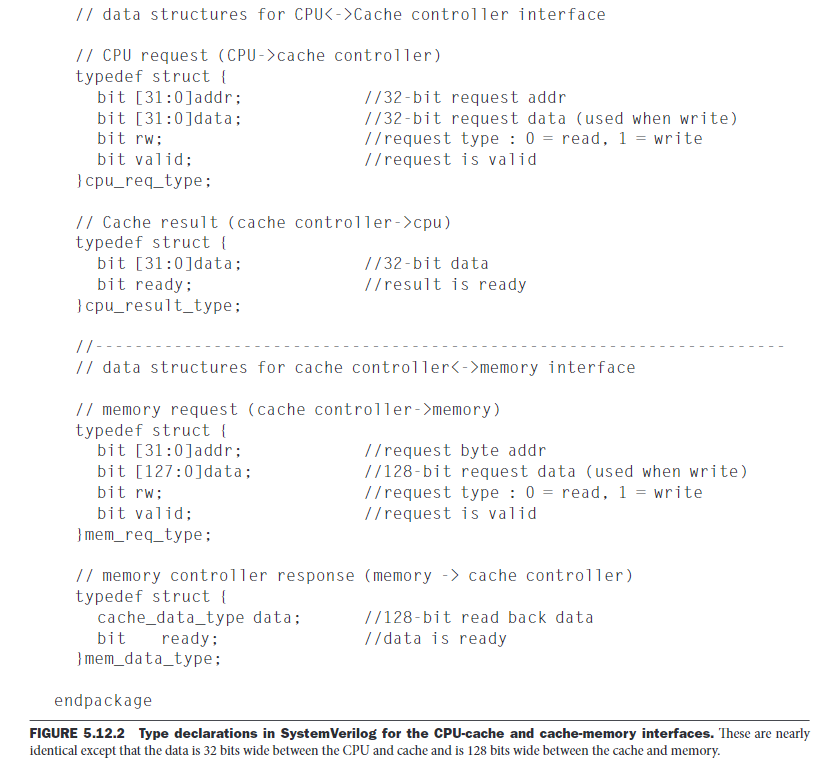 // data structures for CPU<->Cache controller interface
// CPU request (CPU->cache controller)
typedef struct {
bit [31:0]addr; //32-bit request addr
bit [31:0]data; //32-bit request data (used when write)
bit rw; //request type : 0 = read, 1 = write
bit valid; //request is valid
}cpu_req_type;
// Cache result (cache controller->cpu)
typedef struct {
bit [31:0]data; //32-bit data
bit ready; //result is ready
}cpu_result_type;
//----------------------------------------------------------------------
// data structures for cache controller<->memory interface
// memory request (cache controller->memory)
typedef struct {
bit [31:0]addr; //request byte addr
bit [127:0]data; //128-bit request data (used when write)
bit rw; //request type : 0 = read, 1 = write
bit valid; //request is valid
}mem_req_type;
// memory controller response (memory -> cache controller)
typedef struct {
cache_data_type data; //128-bit read back data
bit ready; //data is ready
}mem_data_type;
endpackage
FIGURE 5.12.2 Type declarations in SystemVerilog for the CPU-cache and cache-memory interfaces. These are nearly
identical except that the data is 32 bits wide between the CPU and cache and is 128 bits wide between the cache and memory.